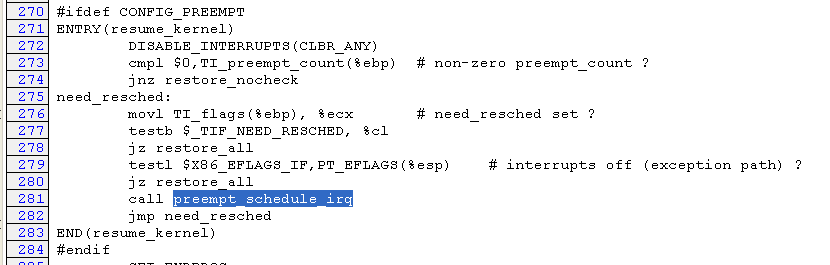 270 #ifdef CONFIG_PREEMPT
271 ENTRY(resume_kernel)
272 DISABLE_INTERRUPTS(CLBR_ANY)
273 cmpl $0,TI_preempt_count(%ebp) # non-zero preempt_count ?
274 jnz restore_nocheck
275 need_resched:
276 movl TI_flags(%ebp), %ecx # need_resched set ?
277 testb $_TIF_NEED_RESCHED, %cl
278 jz restore_all
279 testl $X86_EFLAGS_IF,PT_EFLAGS(%esp) # interrupts off (exception path) ?
280 jz restore_all
281 call preempt_schedule_irq
282 jmp need_resched
283 END(resume_kernel)
284 #endif